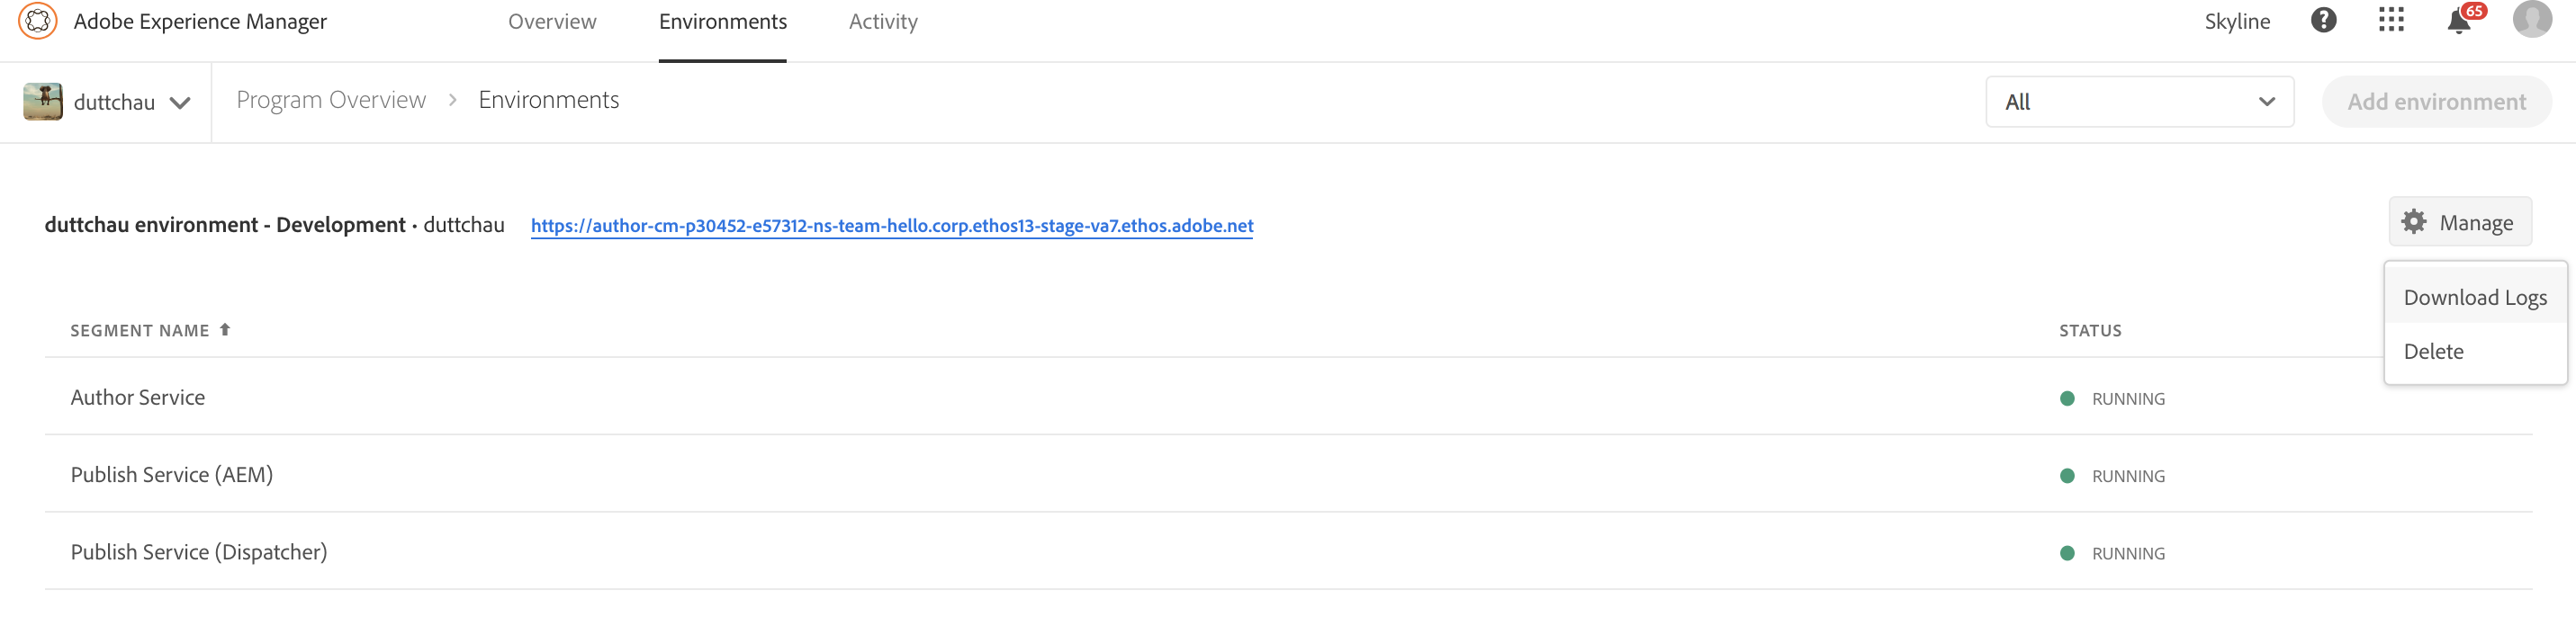 Adobe Experience Manager Overview Environments Activity Skyline 65
duttchau Program Overview Environments All Add environment
duttchau environment - Development • duttchau https://author-cm-p30452-e57312-ns-team-hello.corp.ethos13-stage-va7.ethos.adobe.net Manage
Download Logs
SEGMENT NAME STATUS
Delete
Author Service RUNNING
Publish Service (AEM) RUNNING
Publish Service (Dispatcher) RUNNING